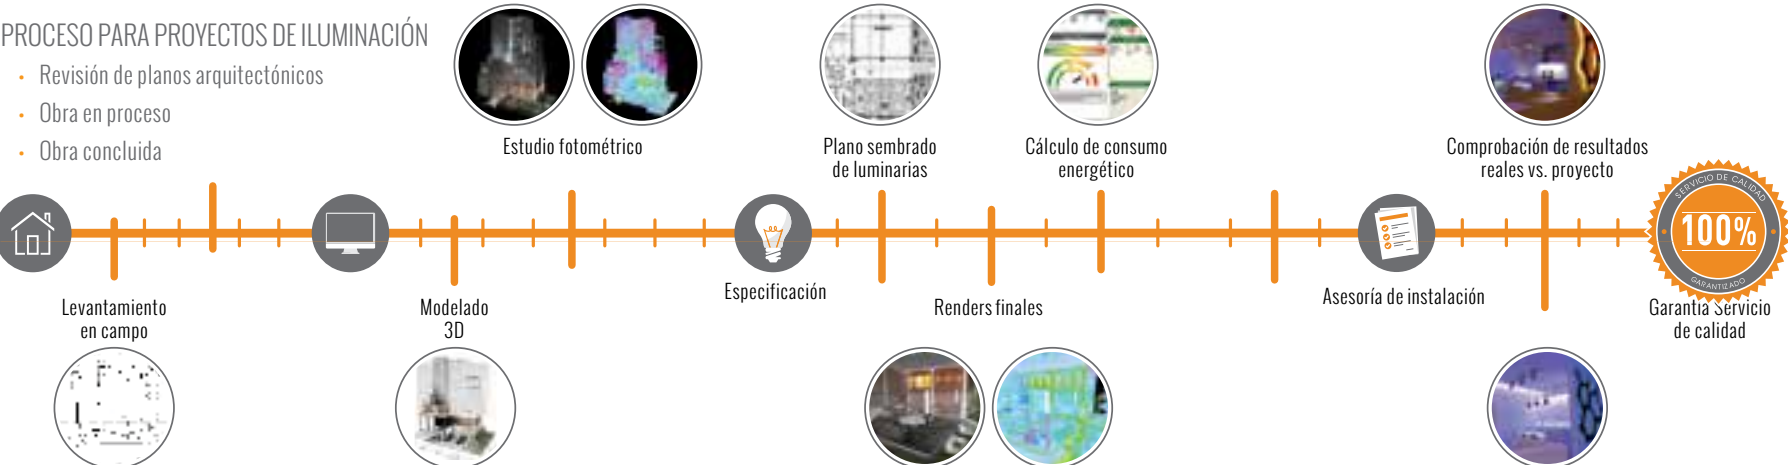 PROCESO PARA PROYECTOS DE ILUMINACIÓN
• Revisión de planos arquitectónicos
• Obra en proceso
• Obra concluida
Estudio fotométrico
Plano sembrado
de luminarias
Cálculo de consumo
energético
Comprobación de resultados
reales vs. proyecto
SERVICIO DE CALIDAD
100%
GARANTIZADO
Levantamiento
en campo
Modelado
3D
Especificación
Renders finales
Asesoría de instalación
Garantía Servicio
de calidad